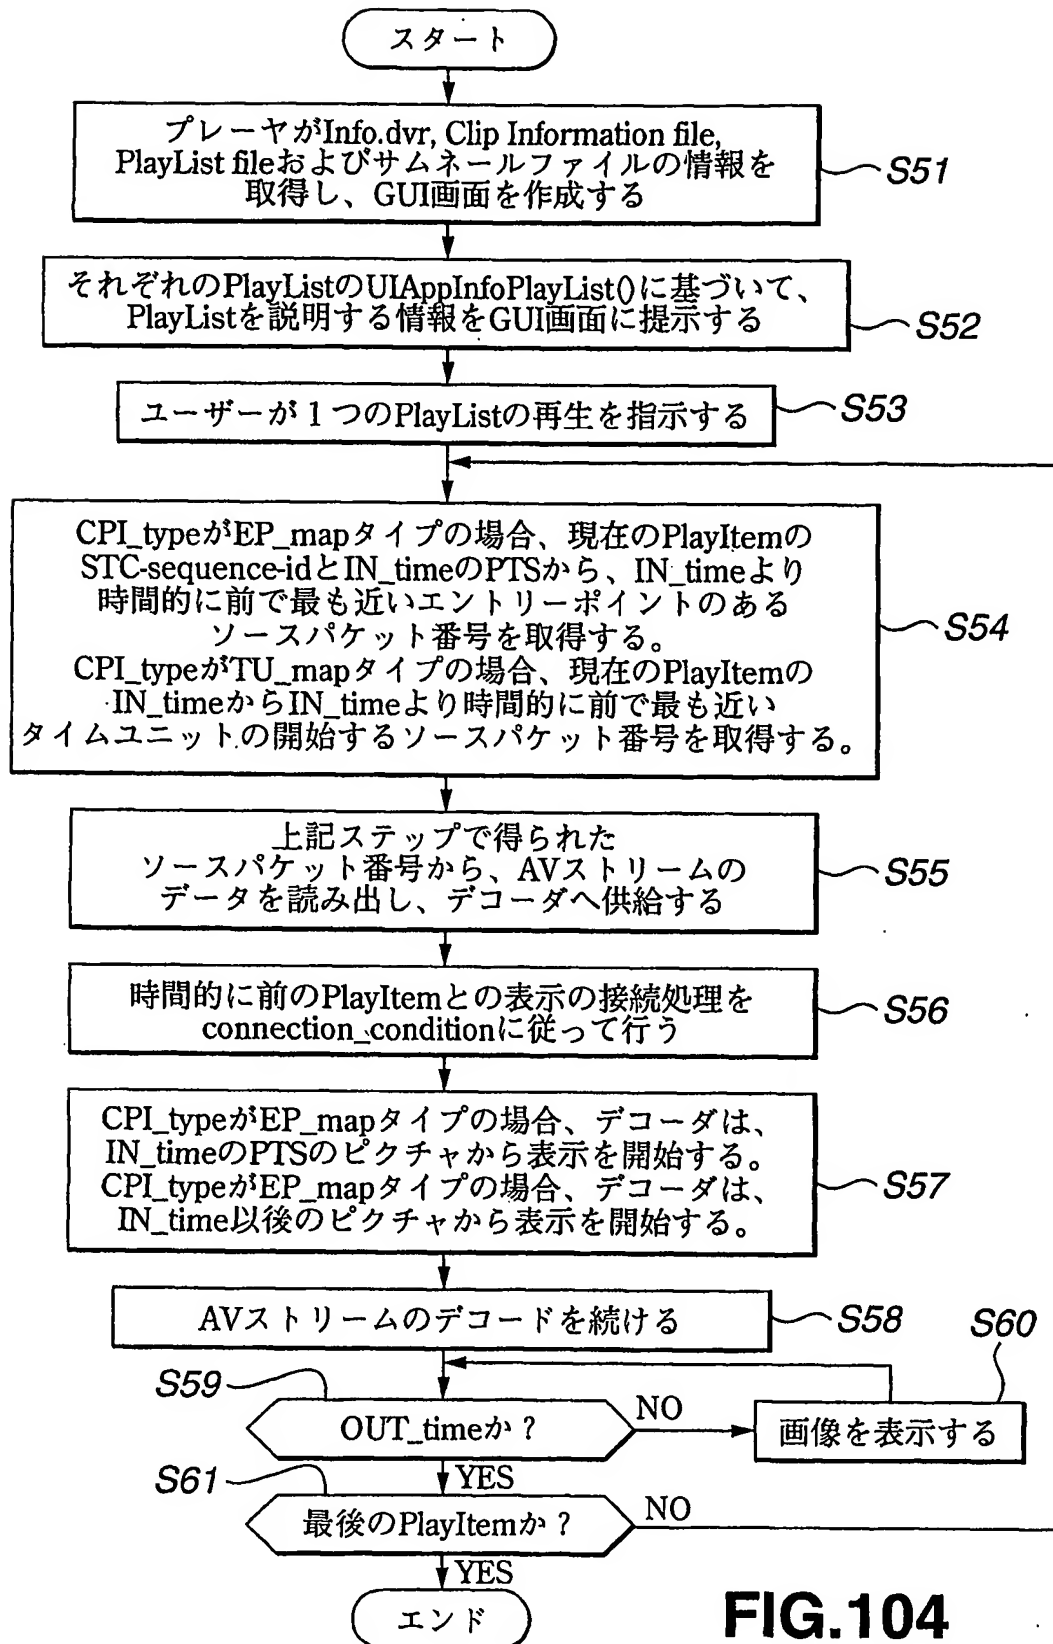 スタート
プレーヤがInfo.dvr, Clip Information file,
PlayList fileおよびサムネールファイルの情報を
取得し、GUI画面を作成する
S51
それぞれのPlayListのUIAppInfoPlayList()に基づいて、
PlayListを説明する情報をGUI画面に提示する
S52
ユーザーが1つのPlayListの再生を指示する
S53
CPI_typeがEP_mapタイプの場合、現在のPlayItemの
STC-sequence-idとIN_timeのPTSから、IN_timeより
時間的に前で最も近いエントリーポイントのある
ソースパケット番号を取得する。
CPI_typeがTU_mapタイプの場合、現在のPlayItemの
IN_timeからIN_timeより時間的に前で最も近い
タイムユニットの開始するソースパケット番号を取得する。
S54
上記ステップで得られた
ソースパケット番号から、AVストリームの
データを読み出し、デコーダへ供給する
S55
時間的に前のPlayItemとの表示の接続処理を
connection_conditionに従って行う
S56
CPI_typeがEP_mapタイプの場合、デコーダは、
IN_timeのPTSのピクチャから表示を開始する。
CPI_typeがEP_mapタイプの場合、デコーダは、
IN_time以後のピクチャから表示を開始する。
S57
AVストリームのデコードを続ける
S58
S60
S59
OUT_timeか?
NO
画像を表示する
YES
S61
最後のPlayItemか?
NO
YES
エンド
FIG.104